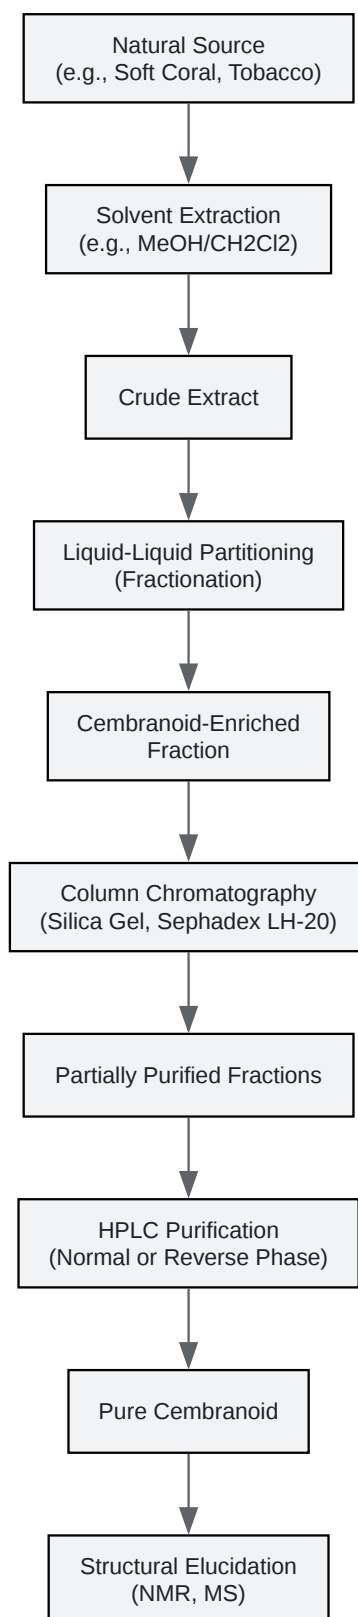 Natural Source
(e.g., Soft Coral, Tobacco)
Solvent Extraction
(e.g., MeOH/CH2Cl2)
Crude Extract
Liquid-Liquid Partitioning
(Fractionation)
Cembranoid-Enriched
Fraction
Column Chromatography
(Silica Gel, Sephadex LH-20)
Partially Purified Fractions
HPLC Purification
(Normal or Reverse Phase)
Pure Cembranoid
Structural Elucidation
(NMR, MS)